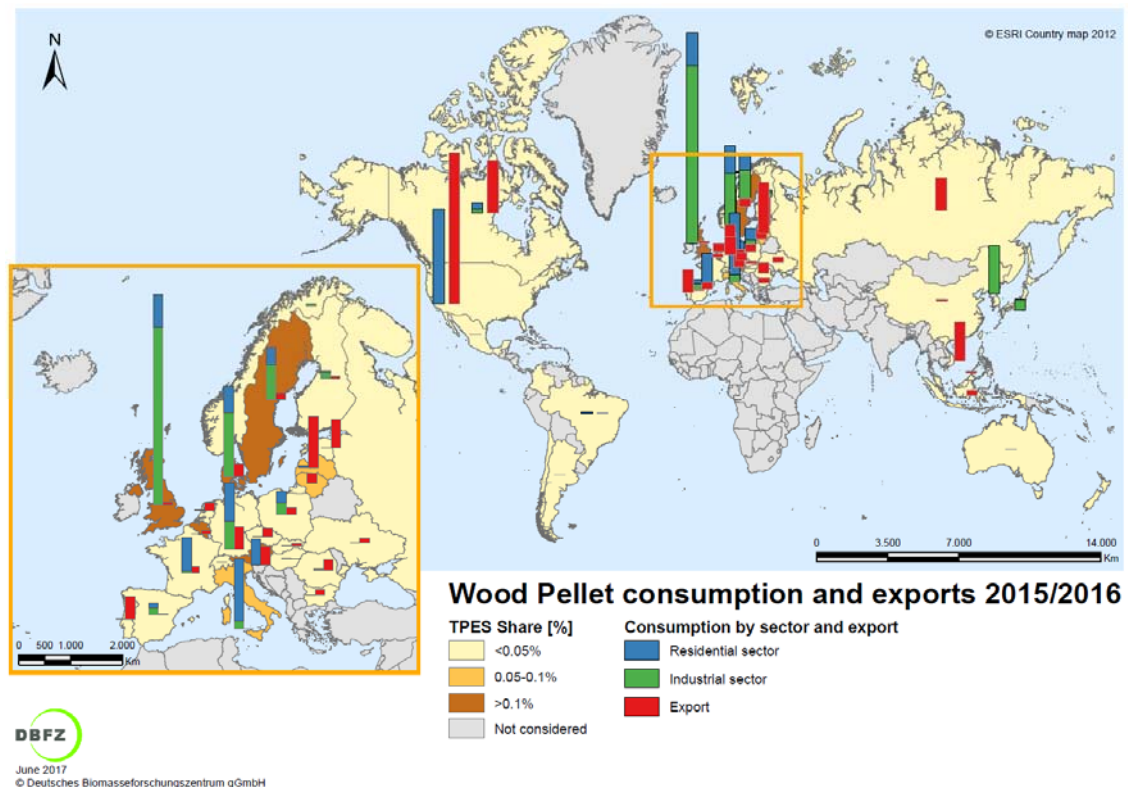 N
© ESRI Country map 2012
0 3.500 7.000 14.000
Km
0 500 1.000 2.000
Km
Wood Pellet consumption and exports 2015/2016
TPES Share [%]
<0.05%
0.05-0.1%
>0.1%
Not considered
Consumption by sector and export
Residential sector
Industrial sector
Export
DBFZ
June 2017
© Deutsches Biomasseforschungszentrum gGmbH